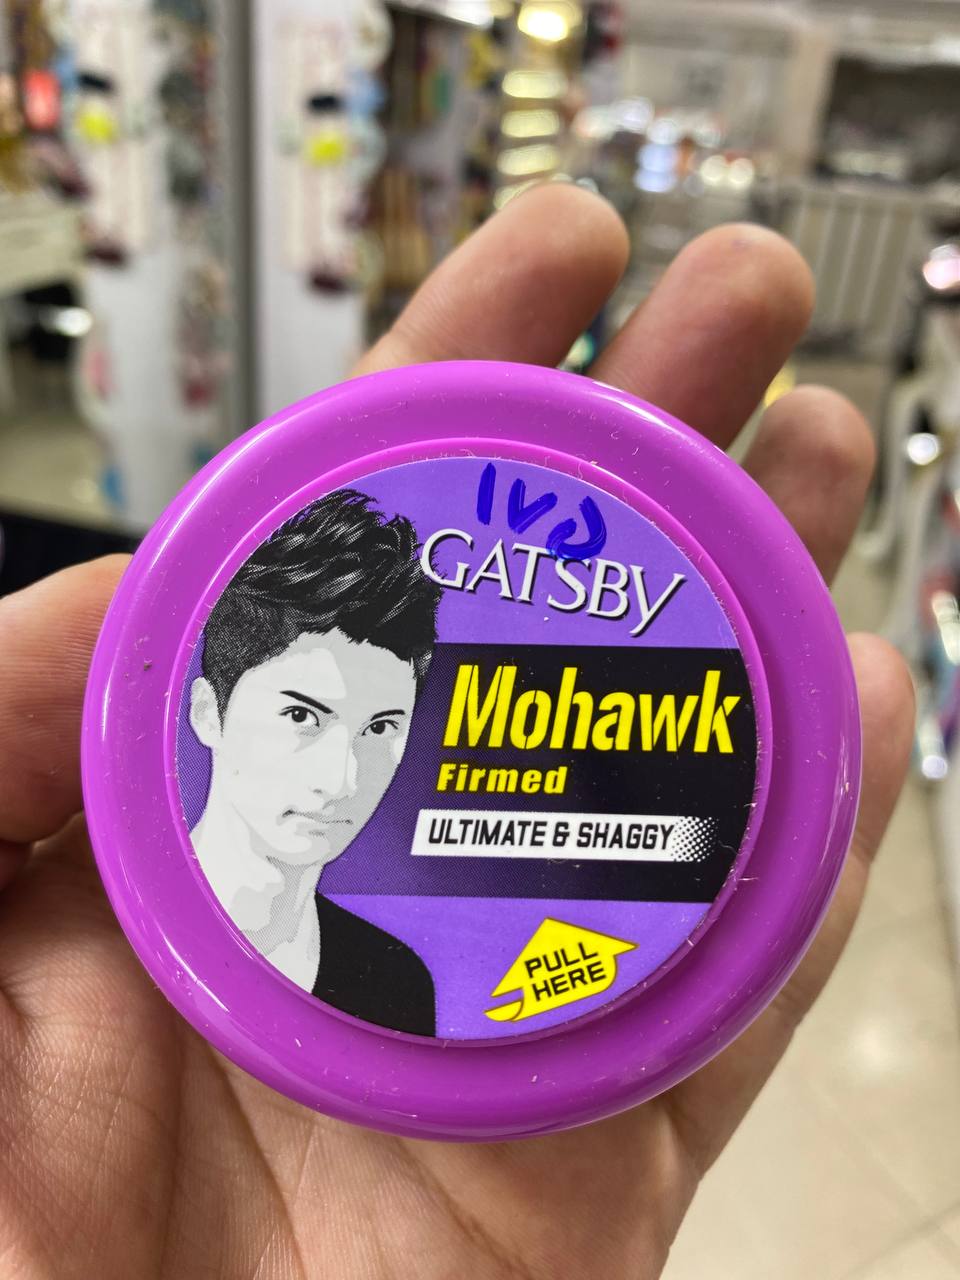 ۱۷۵
GATSBY
Mohawk
Firmed
ULTIMATE & SHAGGY
PULL
HERE